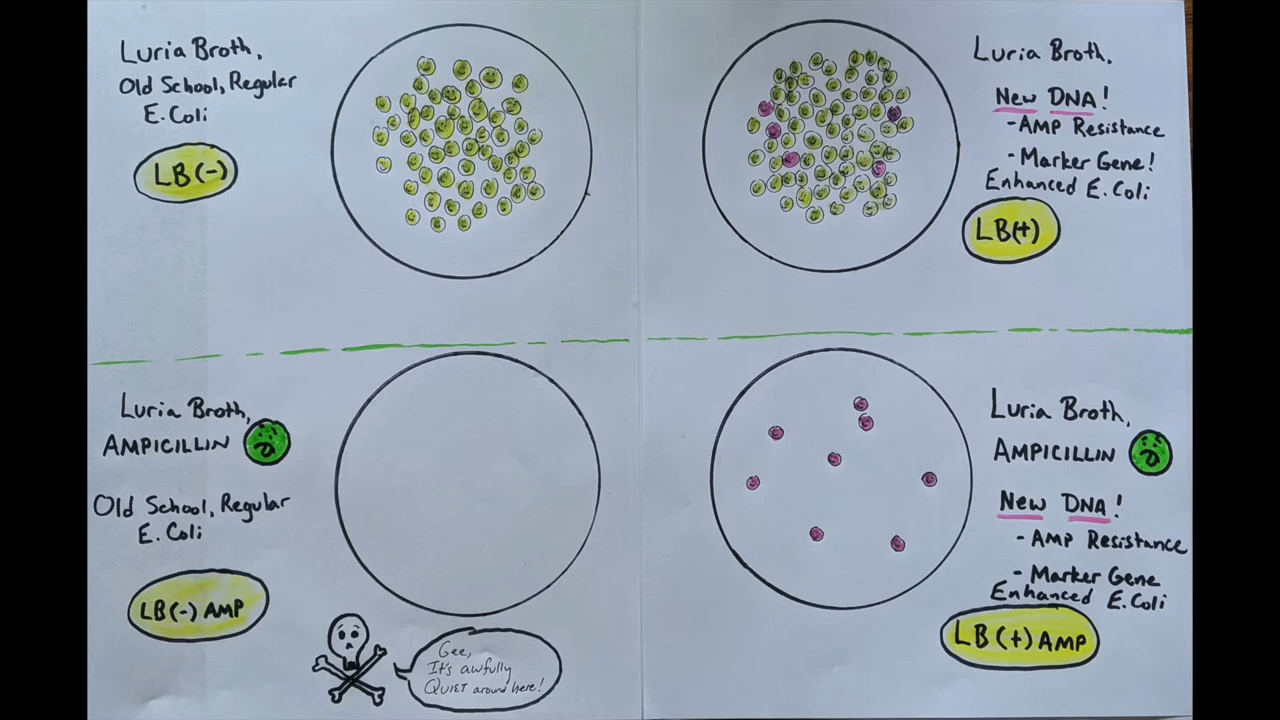 Luria Broth,
Old School, Regular
E. Coli
LB (-)
Luria Broth,
New DNA!
- AMP Resistance
- Marker Gene!
Enhanced E. Coli
LB(+)
Luria Broth,
AMPICILLIN
Old School, Regular
E. Coli
LB(-) AMP
Gee,
It's awfully
QUIET around here!
Luria Broth,
AMPICILLIN
New DNA!
- AMP Resistance
- Marker Gene
Enhanced E. Coli
LB (+) AMP